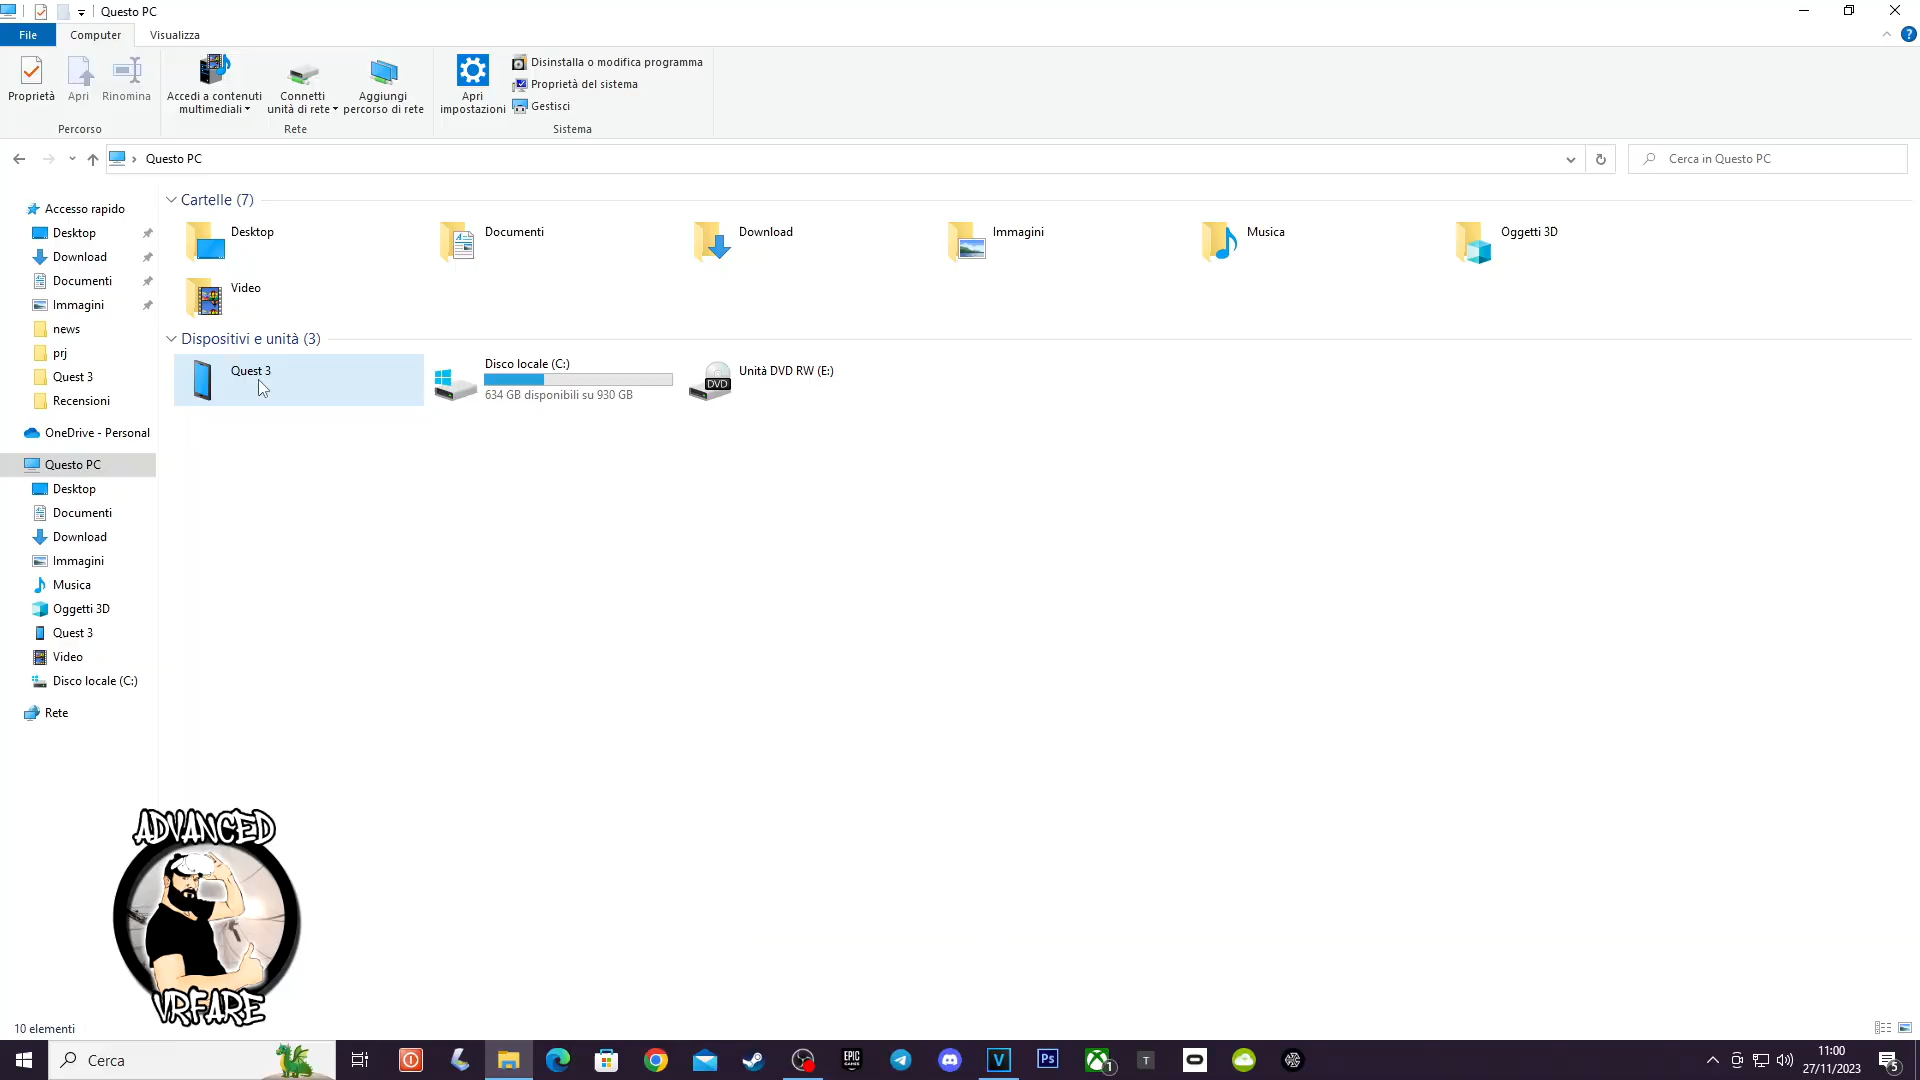 Questo PC
File
Computer
Visualizza
Proprietà
Apri
Rinomina
Accedi a contenuti
multimediali
Connetti
unità di rete
Aggiungi
percorso di rete
Apri
impostazioni
Disinstalla o modifica programma
Proprietà del sistema
Gestisci
Percorso
Rete
Sistema
Questo PC
Cerca in Questo PC
Accesso rapido
Desktop
Download
Documenti
Immagini
news
prj
Quest 3
Recensioni
OneDrive - Personal
Questo PC
Desktop
Documenti
Download
Immagini
Musica
Oggetti 3D
Quest 3
Video
Disco locale (C:)
Rete
Cartelle (7)
Desktop
Documenti
Download
Immagini
Musica
Oggetti 3D
Video
Dispositivi e unità (3)
Quest 3
Disco locale (C:)
634 GB disponibili su 930 GB
DVD
Unità DVD RW (E:)
ADVANCED
VRFARE
10 elementi
Cerca
EPIC
GAMES
V
Ps
1
T
11:00
27/11/2023
5